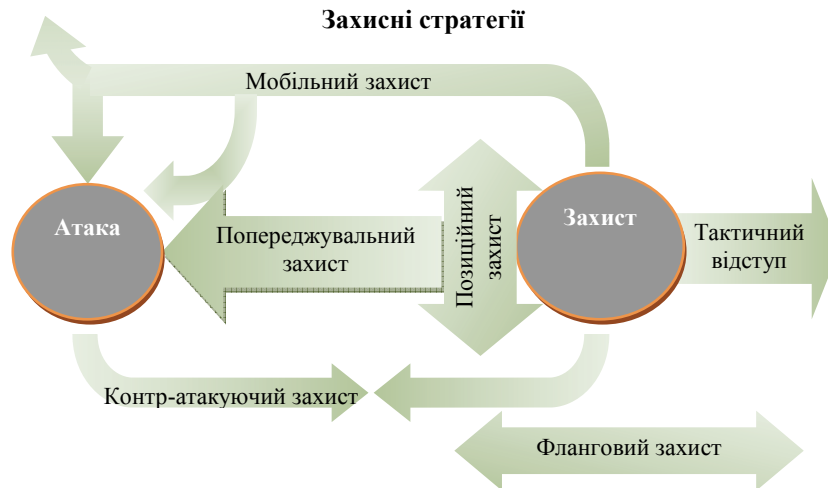 Захисні стратегії
Мобільний захист
Атака
Попереджувальний
захист
Позиційний
захист
Захист
Тактичний
відступ
Контр-атакуючий захист
Фланговий захист